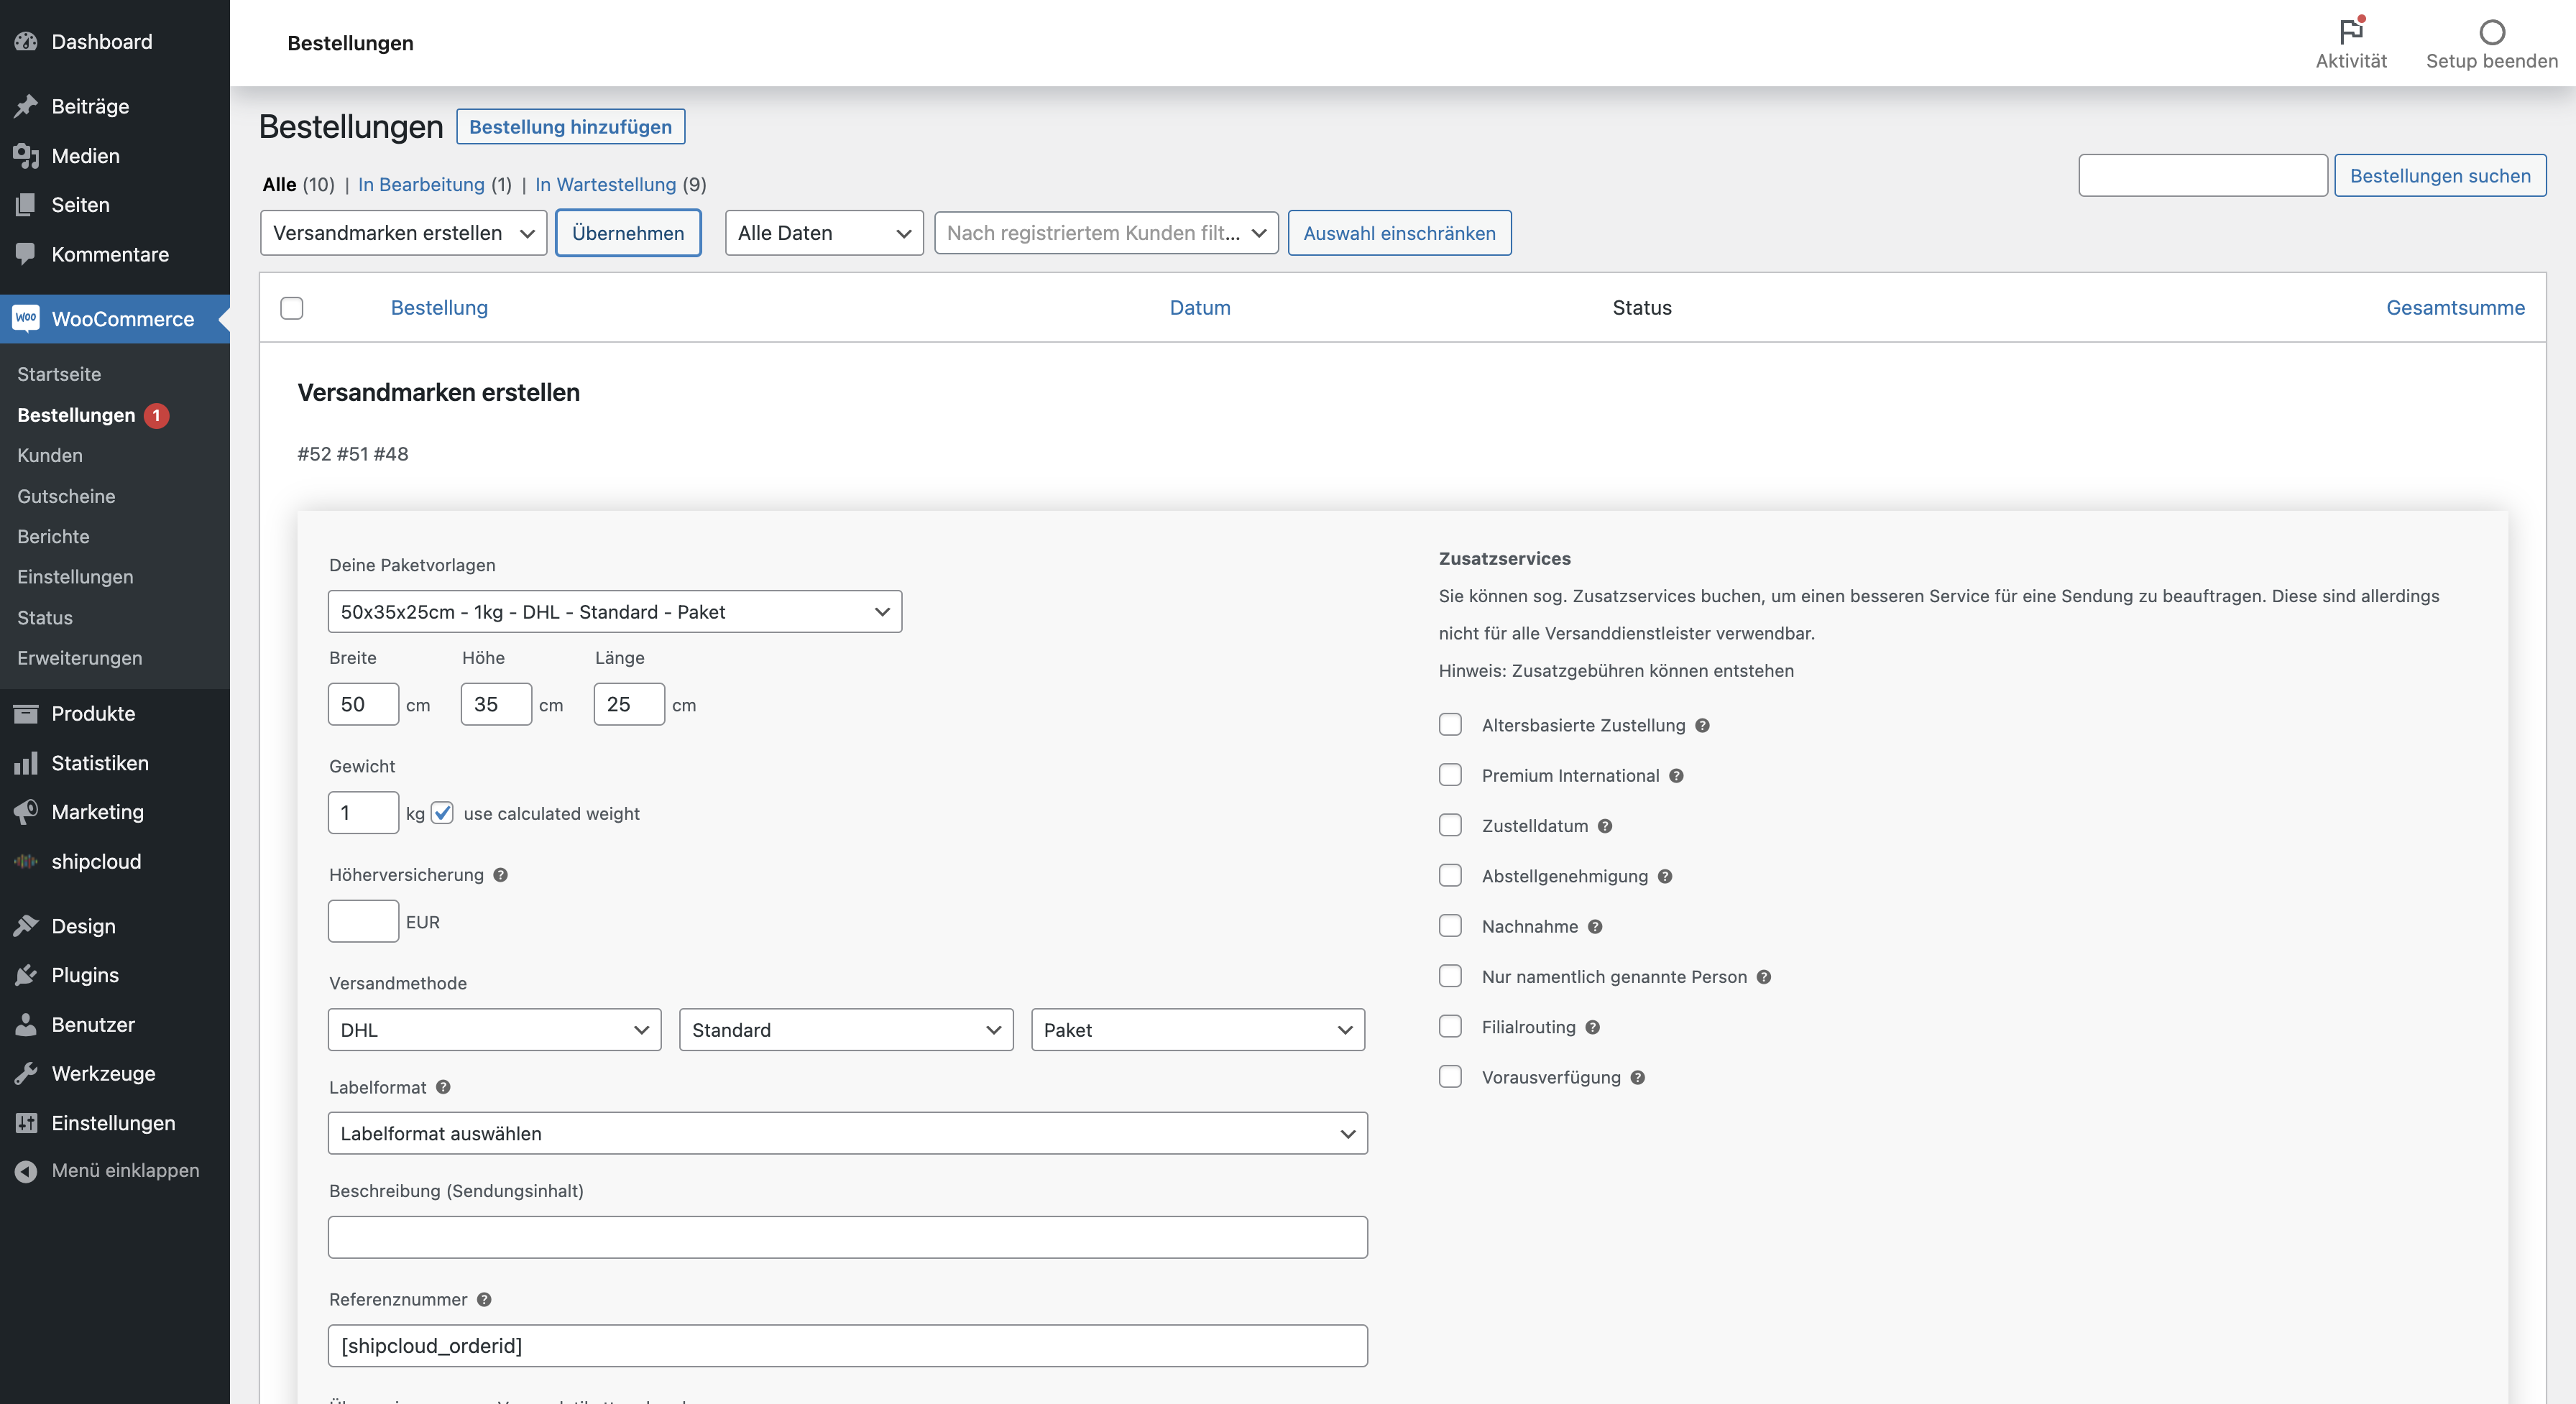 Dashboard
Beiträge
Medien
Seiten
Kommentare
Woo WooCommerce
Startseite
Bestellungen 1
Kunden
Gutscheine
Berichte
Einstellungen
Status
Erweiterungen
Produkte
Statistiken
Marketing
shipcloud
Design
Plugins
Benutzer
Werkzeuge
Einstellungen
Menü einklappen
Bestellungen
Aktivität
Setup beenden
Bestellungen Bestellung hinzufügen
Alle (10) | In Bearbeitung (1) | In Wartestellung (9)
Bestellungen suchen
Versandmarken erstellen Übernehmen Alle Daten Nach registriertem Kunden filt... Auswahl einschränken
Bestellung Datum Status Gesamtsumme
Versandmarken erstellen
#52 #51 #48
Deine Paketvorlagen
50x35x25cm - 1kg - DHL - Standard - Paket
Breite Höhe Länge
50 cm 35 cm 25 cm
Gewicht
1 kg use calculated weight
Höherversicherung ?
EUR
Versandmethode
DHL Standard Paket
Labelformat ?
Labelformat auswählen
Beschreibung (Sendungsinhalt)
Referenznummer ?
[shipcloud_orderid]
Zusatzservices
Sie können sog. Zusatzservices buchen, um einen besseren Service für eine Sendung zu beauftragen. Diese sind allerdings
nicht für alle Versanddienstleister verwendbar.
Hinweis: Zusatzgebühren können entstehen
Altersbasierte Zustellung ?
Premium International ?
Zustelldatum ?
Abstellgenehmigung ?
Nachnahme ?
Nur namentlich genannte Person ?
Filialrouting ?
Vorausverfügung ?